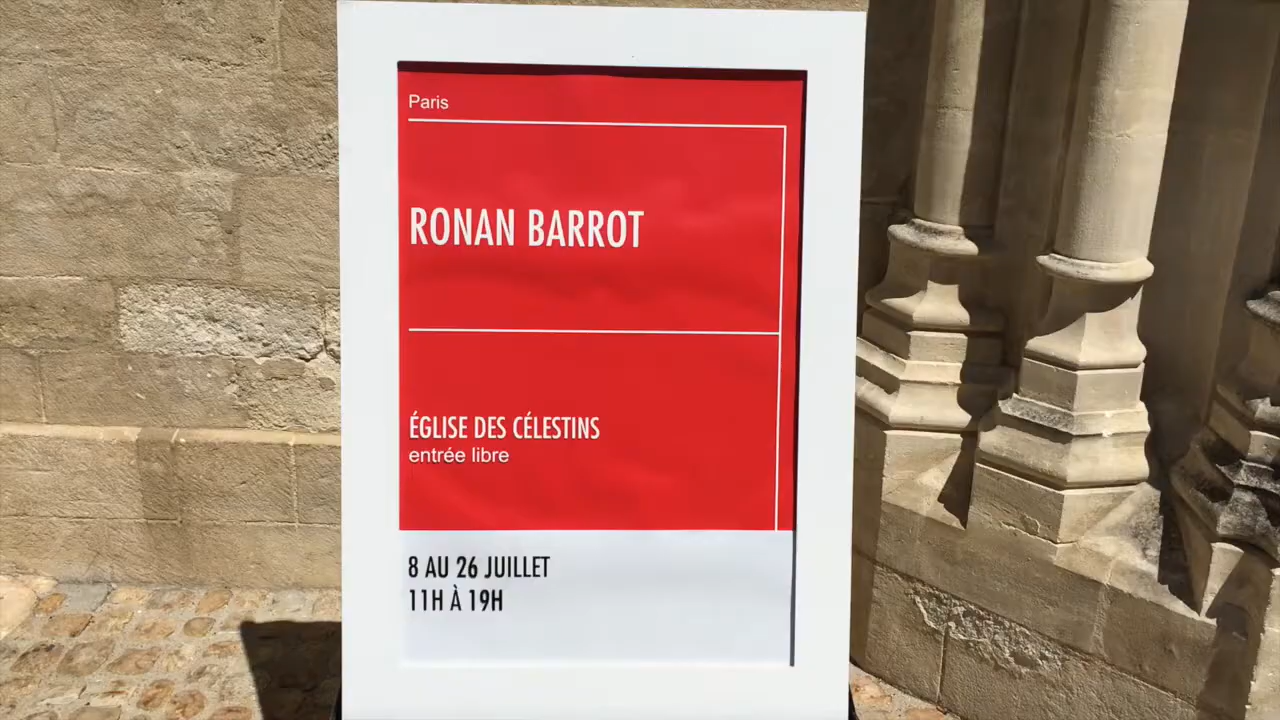 Paris
RONAN BARROT
ÉGLISE DES CÉLESTINS
entrée libre
8 AU 26 JUILLET
11H À 19H